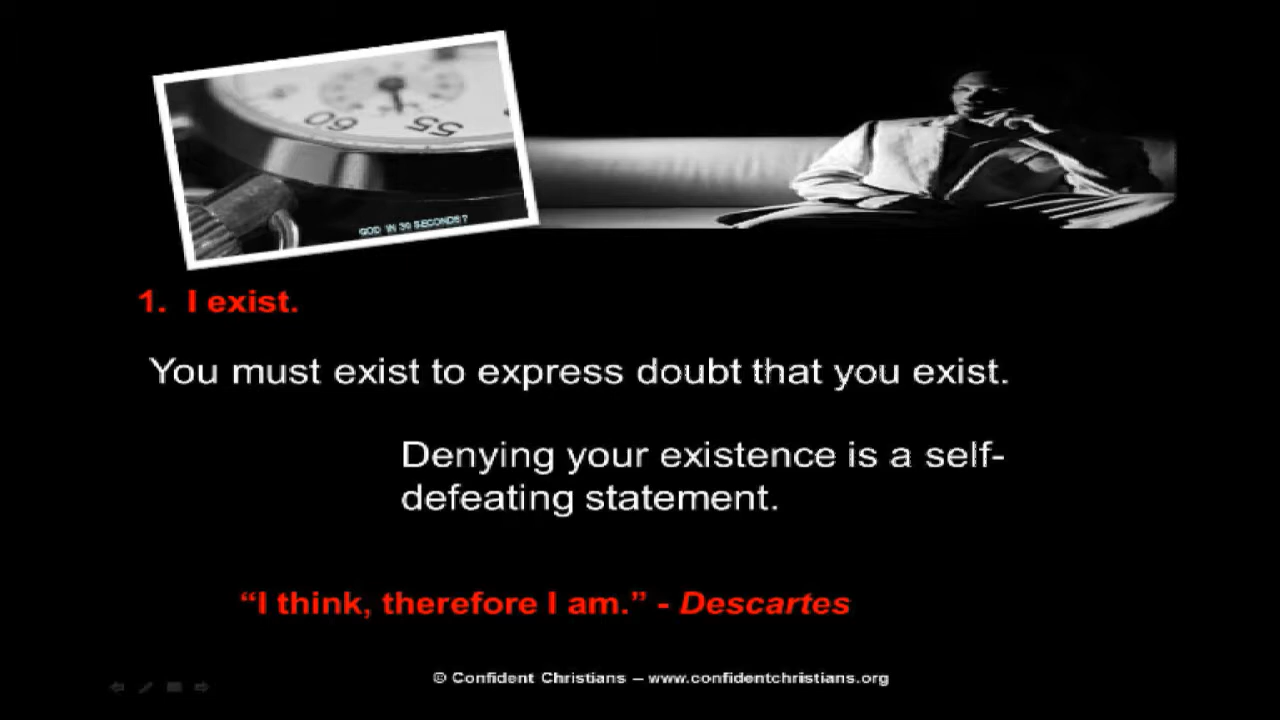 60 55
GOD IN 30 SECONDS?
1. I exist.
You must exist to express doubt that you exist.
Denying your existence is a self-
defeating statement.
“I think, therefore I am.” - Descartes
© Confident Christians – www.confidentchristians.org